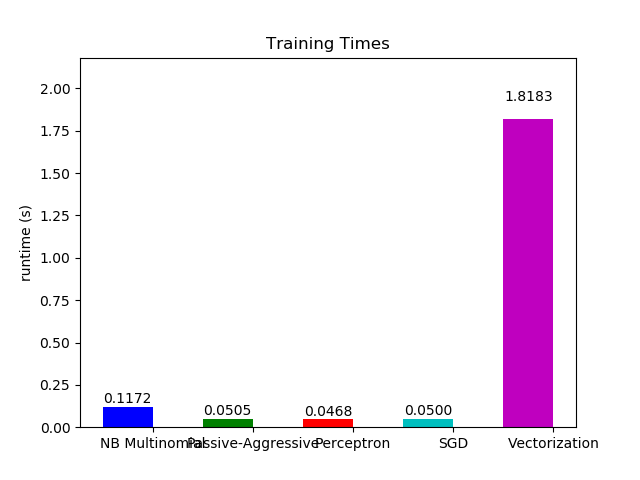 Training Times
2.00
1.75
1.50
1.25
1.00
0.75
0.50
0.25
0.00
runtime (s)
0.1172
0.0505
0.0468
0.0500
1.8183
NB Multinomial
Passive-Aggressive
Perceptron
SGD
Vectorization